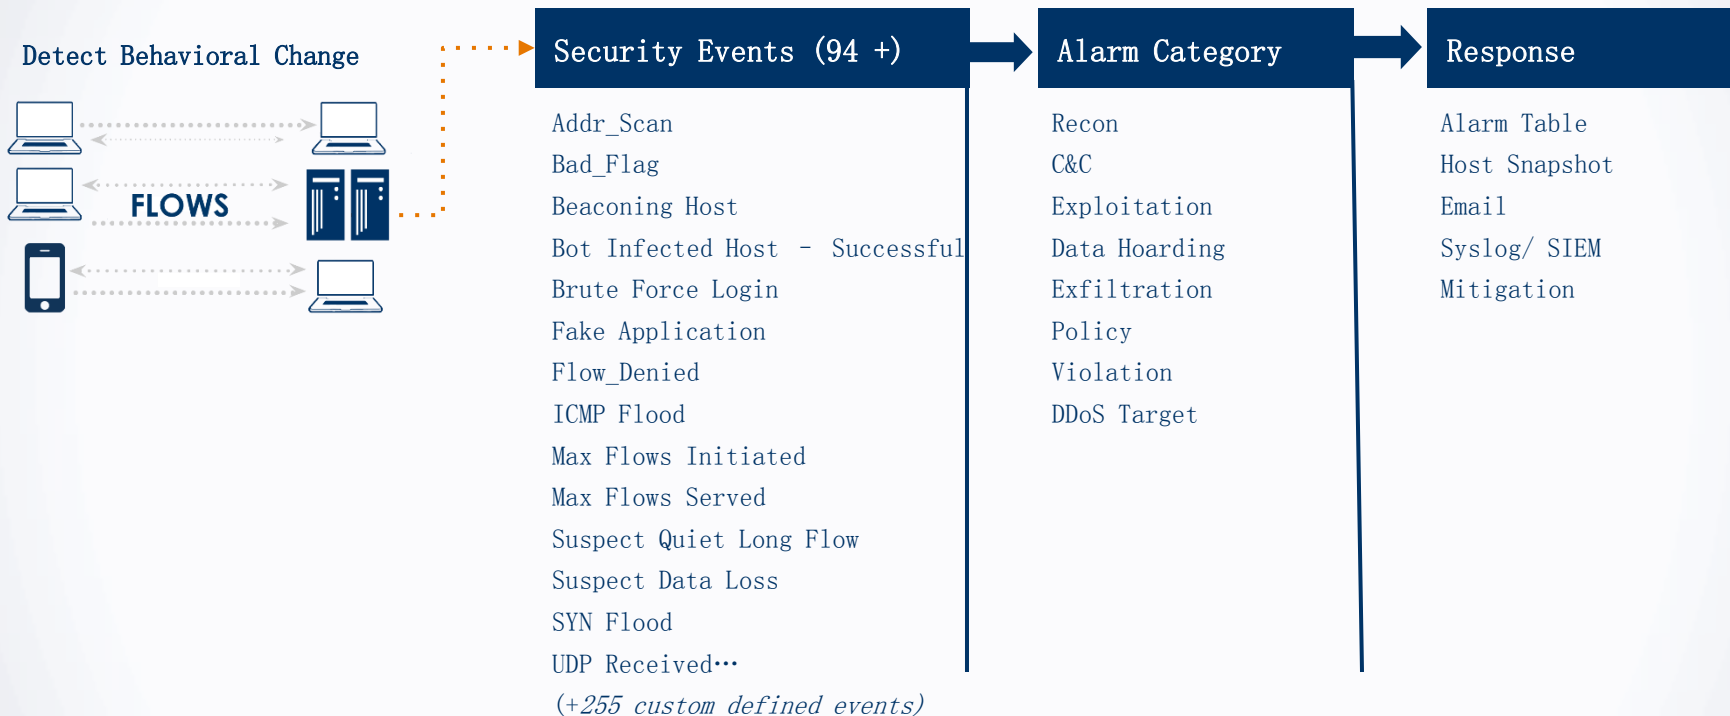 Detect Behavioral Change
FLOWS
Security Events (94 +)
Addr_Scan
Bad_Flag
Beaconing Host
Bot Infected Host – Successful
Brute Force Login
Fake Application
Flow_Denied
ICMP Flood
Max Flows Initiated
Max Flows Served
Suspect Quiet Long Flow
Suspect Data Loss
SYN Flood
UDP Received…
(+255 custom defined events)
Alarm Category
Recon
C&C
Exploitation
Data Hoarding
Exfiltration
Policy
Violation
DDoS Target
Response
Alarm Table
Host Snapshot
Email
Syslog/ SIEM
Mitigation